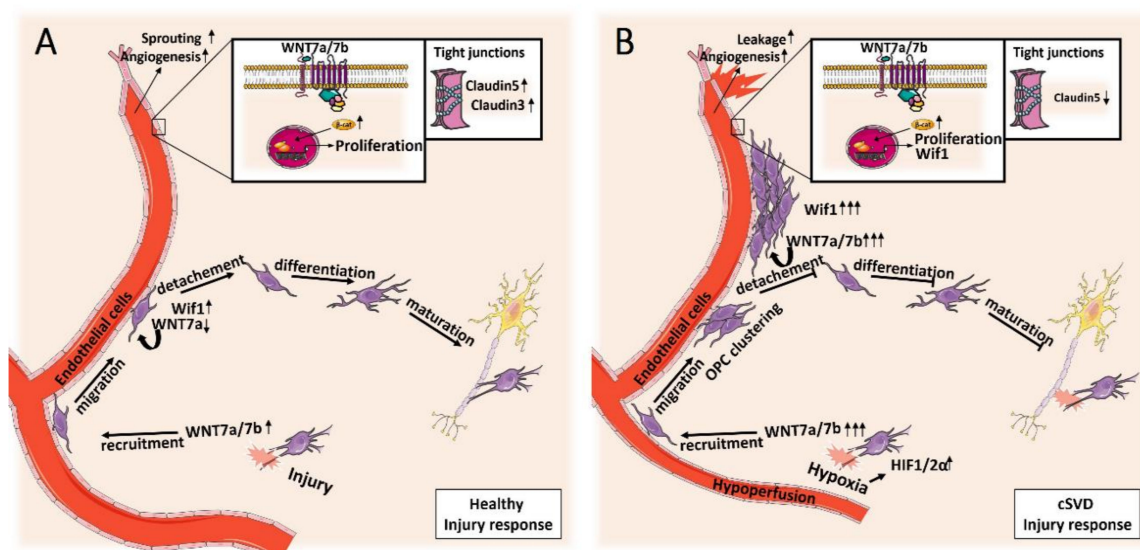 A
Sprouting ↑
Angiogenesis↑
WNT7a/7b
β-cat ↑
Proliferation
Tight junctions
Claudin5↑
Claudin3 ↑
Endothelial cells
migration
Wif1↑
WNT7a↓
detachement
differentiation
maturation
WNT7a/7b ↑
recruitment
Injury
Healthy
Injury response
B
Leakage↑
Angiogenesis↑
WNT7a/7b
β-cat ↑
Proliferation
Wif1
Tight junctions
Claudin5 ↓
Wif1↑↑↑
WNT7a/7b↑↑↑
Endothelial cells
migration
OPC clustering
detachement
differentiation
maturation
WNT7a/7b ↑↑↑
recruitment
Hypoxia
HIF1/2α↑
Hypoperfusion
cSVD
Injury response